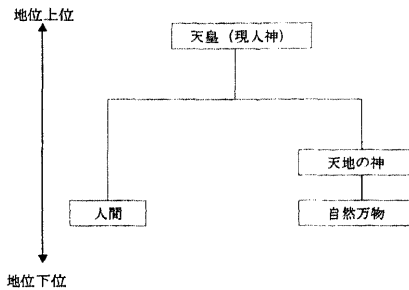 地位上位
天皇（現人神）
天地の神
人間
自然万物
地位下位